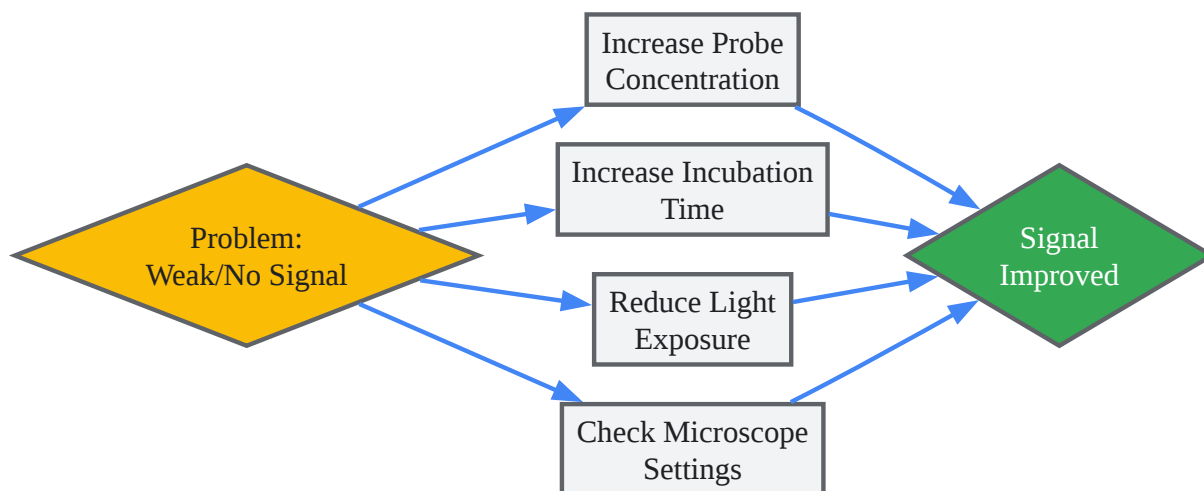 Increase Probe
Concentration
Increase Incubation
Time
Problem:
Weak/No Signal
Signal
Improved
Reduce Light
Exposure
Check Microscope
Settings